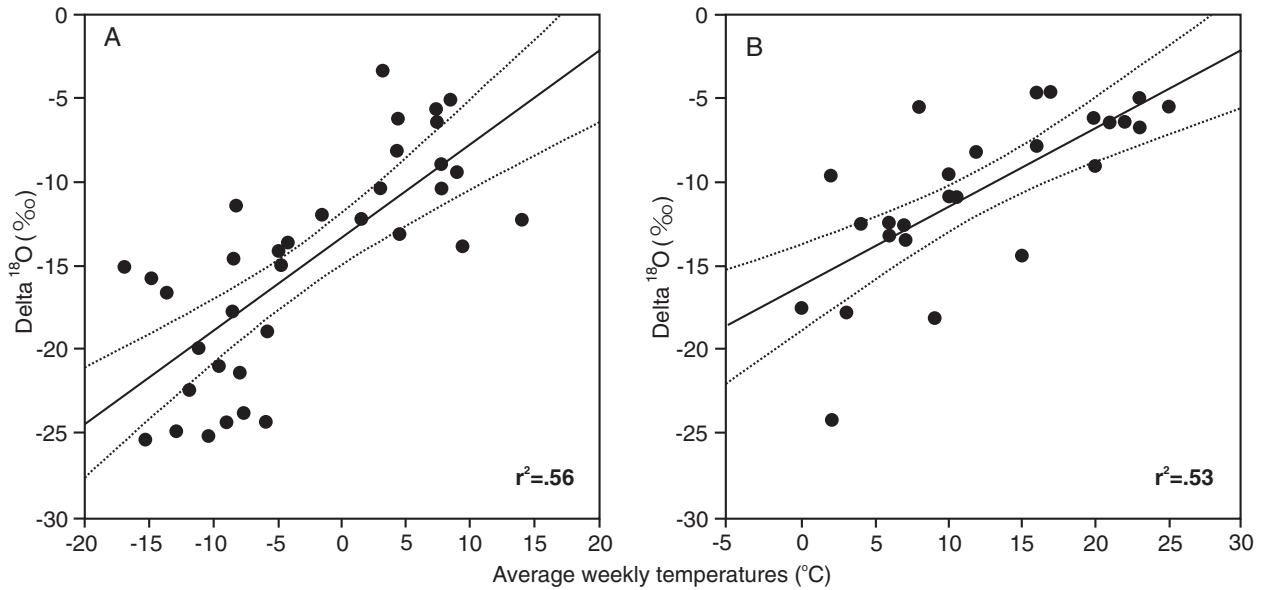 A
0
-5
-10
-15
-20
-25
-30
Delta ¹⁸O (‰)
-20 -15 -10 -5 0 5 10 15 20
r²=.56
B
0
-5
-10
-15
-20
-25
-30
Delta ¹⁸O (‰)
-5 0 5 10 15 20 25 30
r²=.53
Average weekly temperatures (°C)